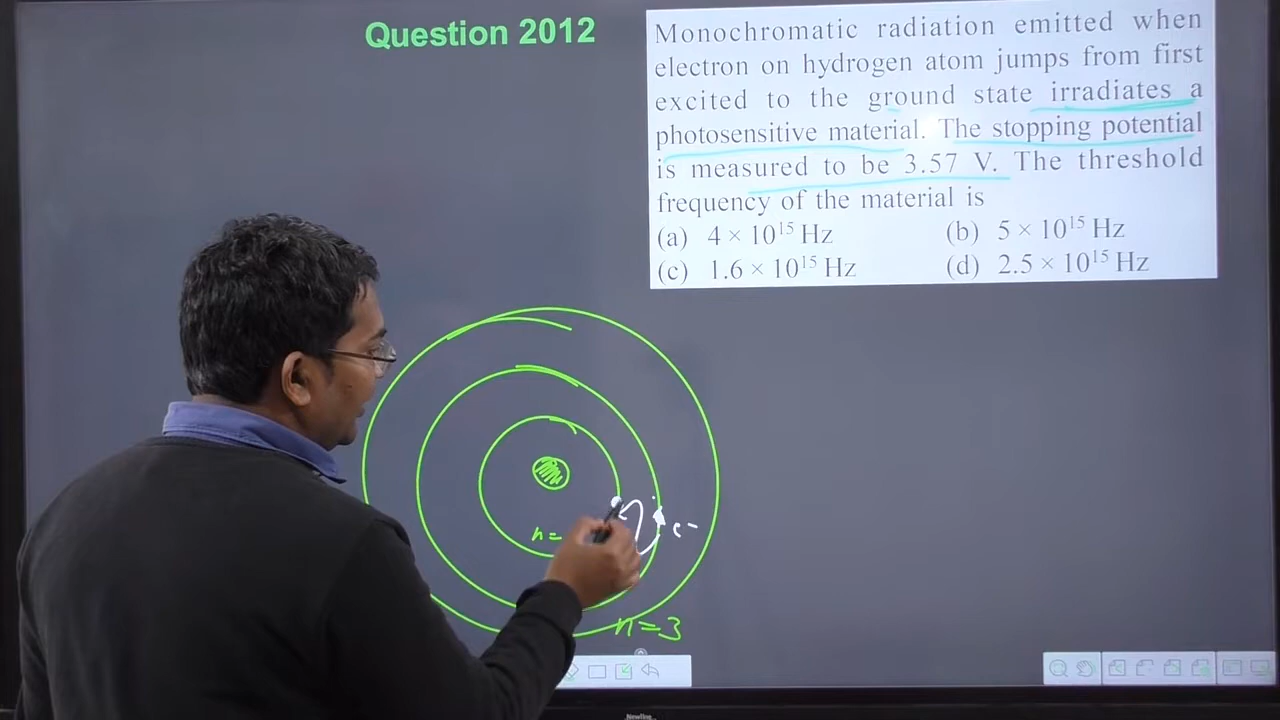 Question 2012
Monochromatic radiation emitted when
electron on hydrogen atom jumps from first
excited to the ground state irradiates a
photosensitive material. The stopping potential
is measured to be 3.57 V. The threshold
frequency of the material is
(a) 4 × 10¹⁵ Hz (b) 5 × 10¹⁵ Hz
(c) 1.6 × 10¹⁵ Hz (d) 2.5 × 10¹⁵ Hz
e-
n=
n=3
Newline